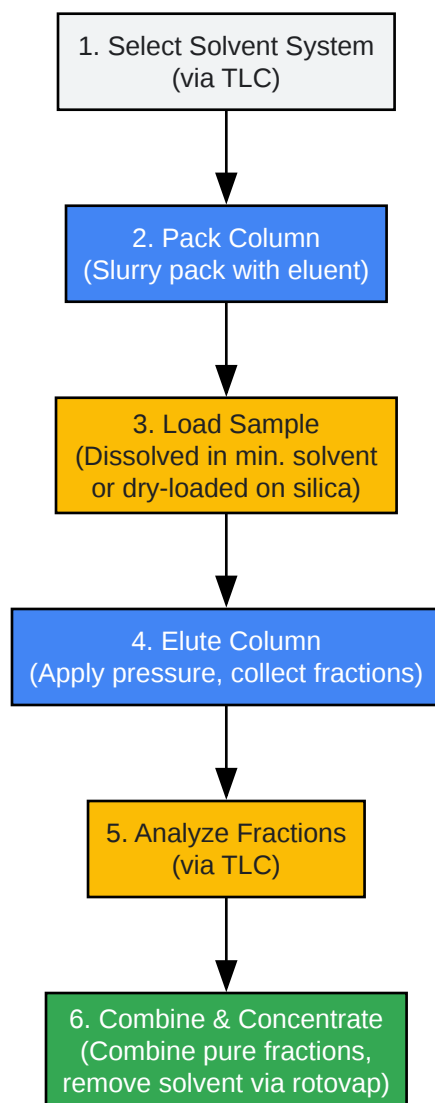 1. Select Solvent System
(via TLC)
2. Pack Column
(Slurry pack with eluent)
3. Load Sample
(Dissolved in min. solvent
or dry-loaded on silica)
4. Elute Column
(Apply pressure, collect fractions)
5. Analyze Fractions
(via TLC)
6. Combine & Concentrate
(Combine pure fractions,
remove solvent via rotovap)